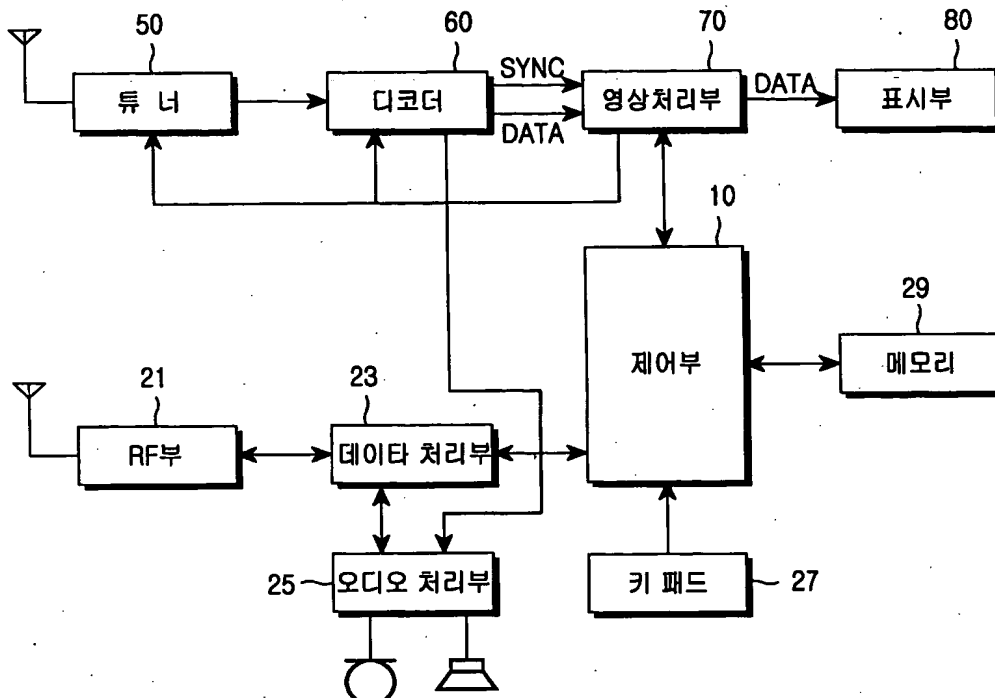 50
60
70
80
튜 너
디코더
SYNC
DATA
영상처리부
DATA
표시부
10
제어부
29
메모리
21
RF부
23
데이타 처리부
25
오디오 처리부
키 패드
27